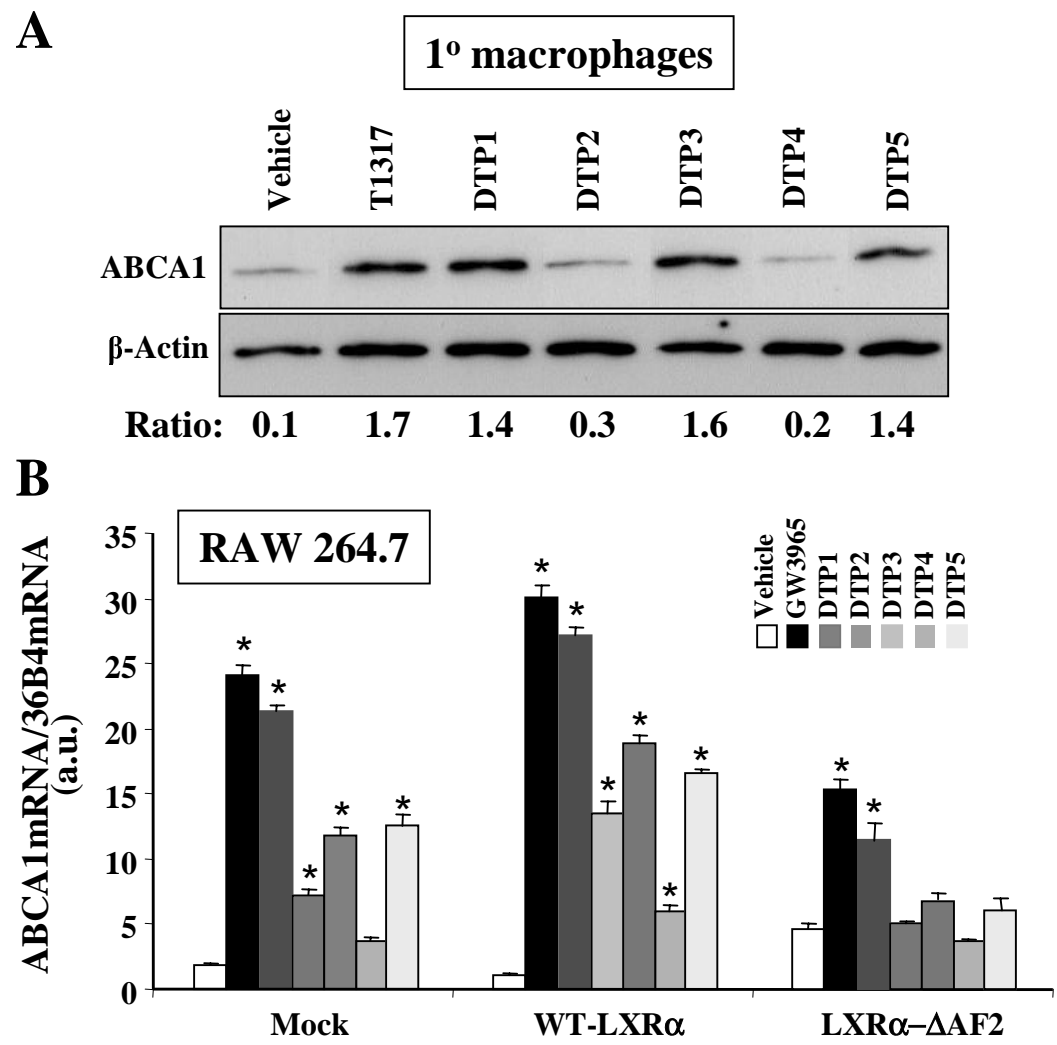 A
1° macrophages
Vehicle
T1317
DTP1
DTP2
DTP3
DTP4
DTP5
ABCA1
β-Actin
Ratio: 0.1 1.7 1.4 0.3 1.6 0.2 1.4
B
RAW 264.7
Vehicle
GW3965
DTP1
DTP2
DTP3
DTP4
DTP5
ABCA1mRNA/36B4mRNA
(a.u.)
35
30
25
20
15
10
5
0
* * * * *
* * * * * *
* *
Mock WT-LXRα LXRα–ΔAF2